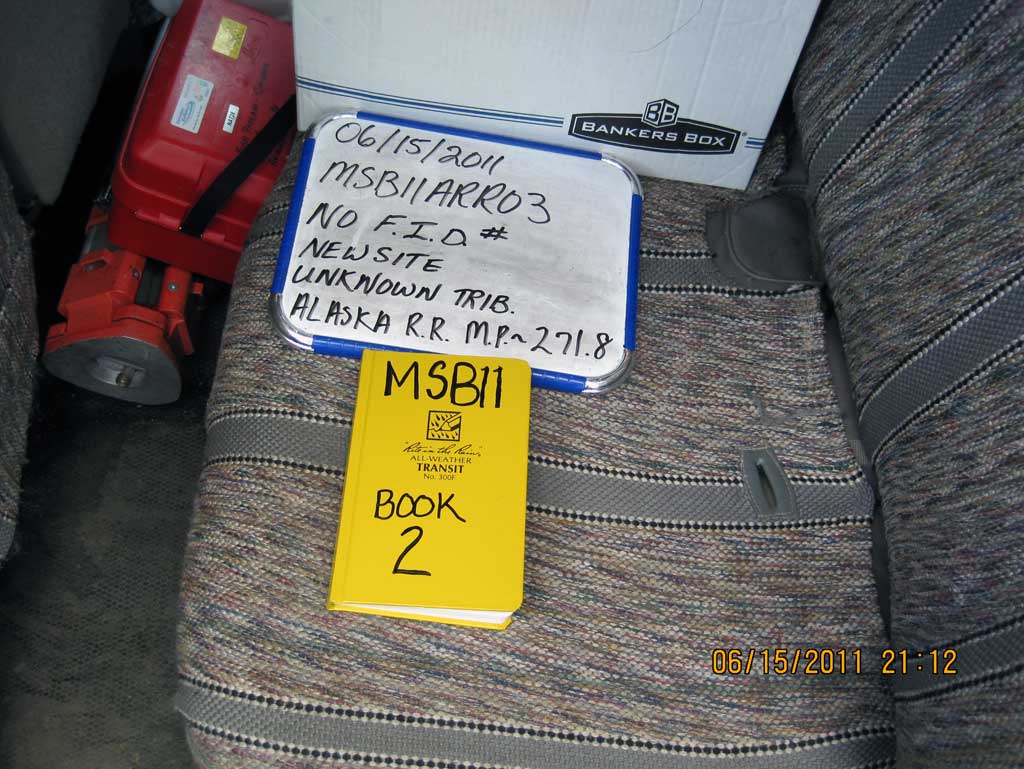 BB
BANKERS BOX
06/15/2011
MSB11ARR03
NO F.I.D. #
NEW SITE
UNKNOWN TRIB.
ALASKA R.R. M.P.~271.8
MSB11
"Rite in the Rain"
ALL-WEATHER
TRANSIT
No. 300F
BOOK
2
06/15/2011 21:12